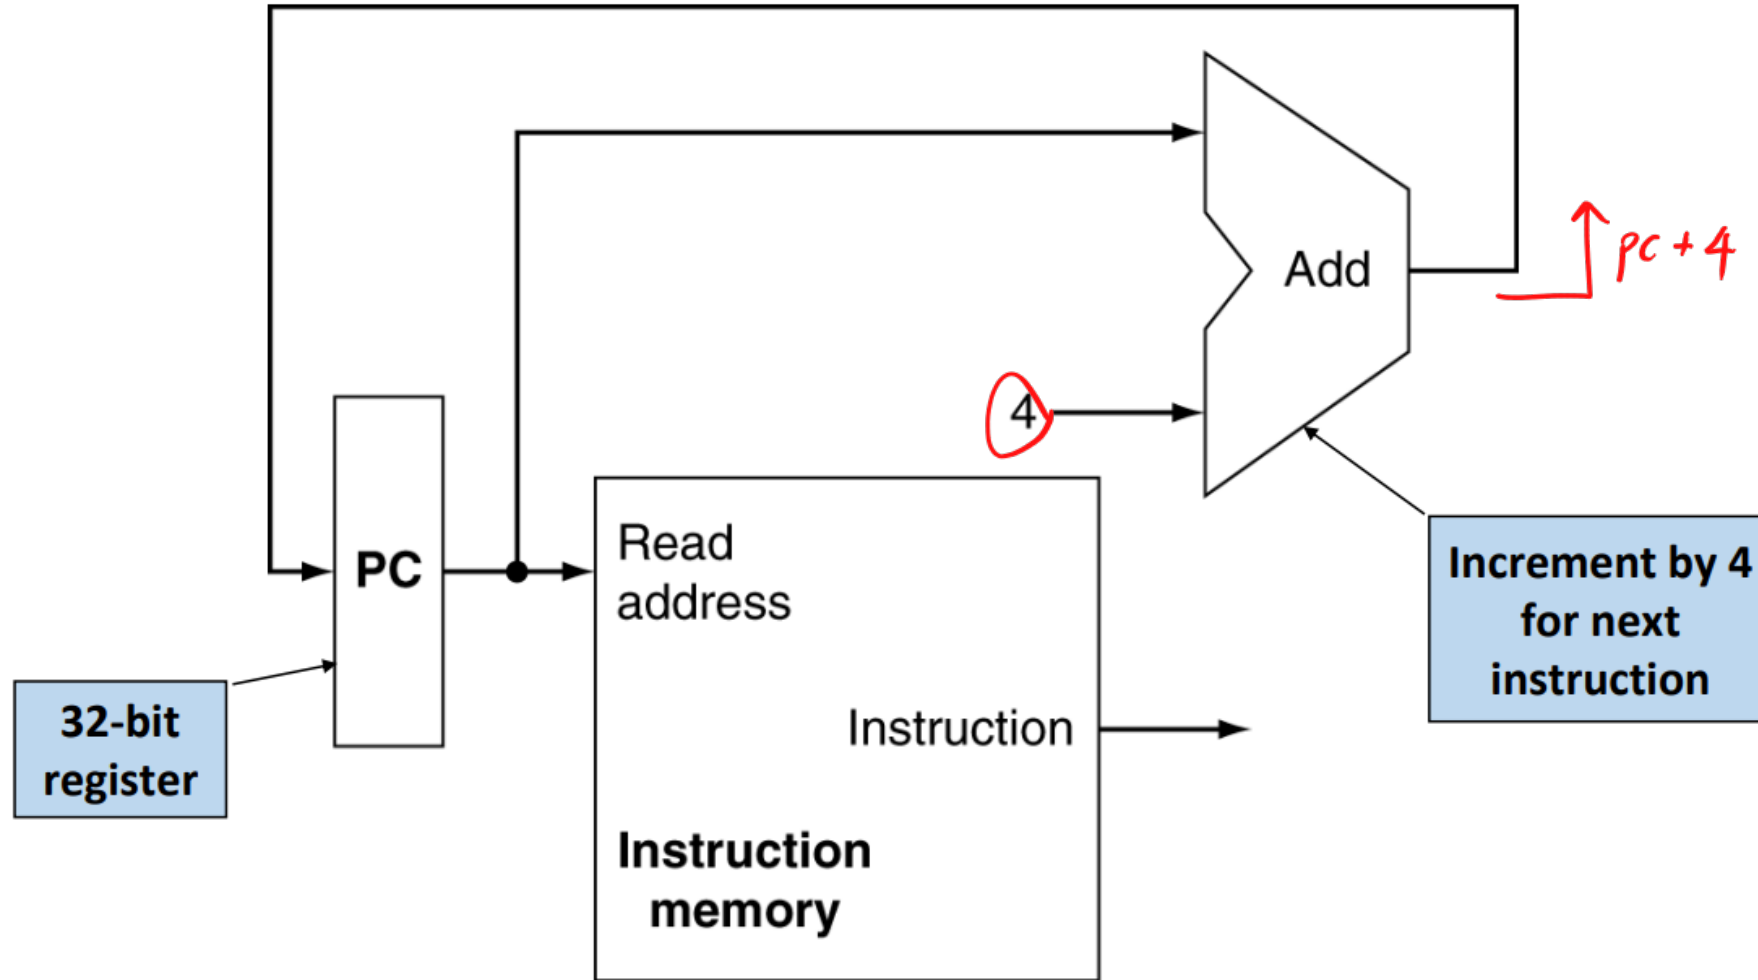 Add
pc + 4
4
PC
Read
address
Increment by 4
for next
instruction
32-bit
register
Instruction
Instruction
memory